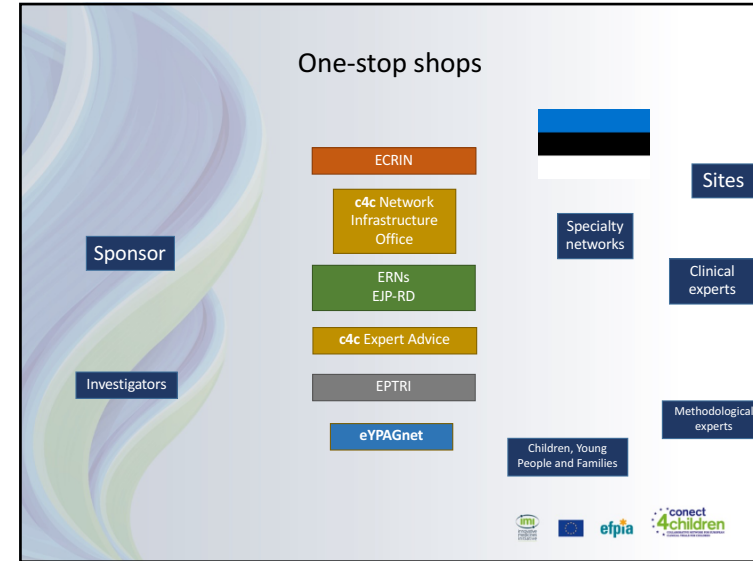 One-stop shops
ECRIN
c4c Network
Infrastructure
Office
ERNs
EJP-RD
c4c Expert Advice
EPTRI
eYPAGnet
Sponsor
Investigators
Specialty
networks
Children, Young
People and Families
Sites
Clinical
experts
Methodological
experts
imi
efpia
conect
4children